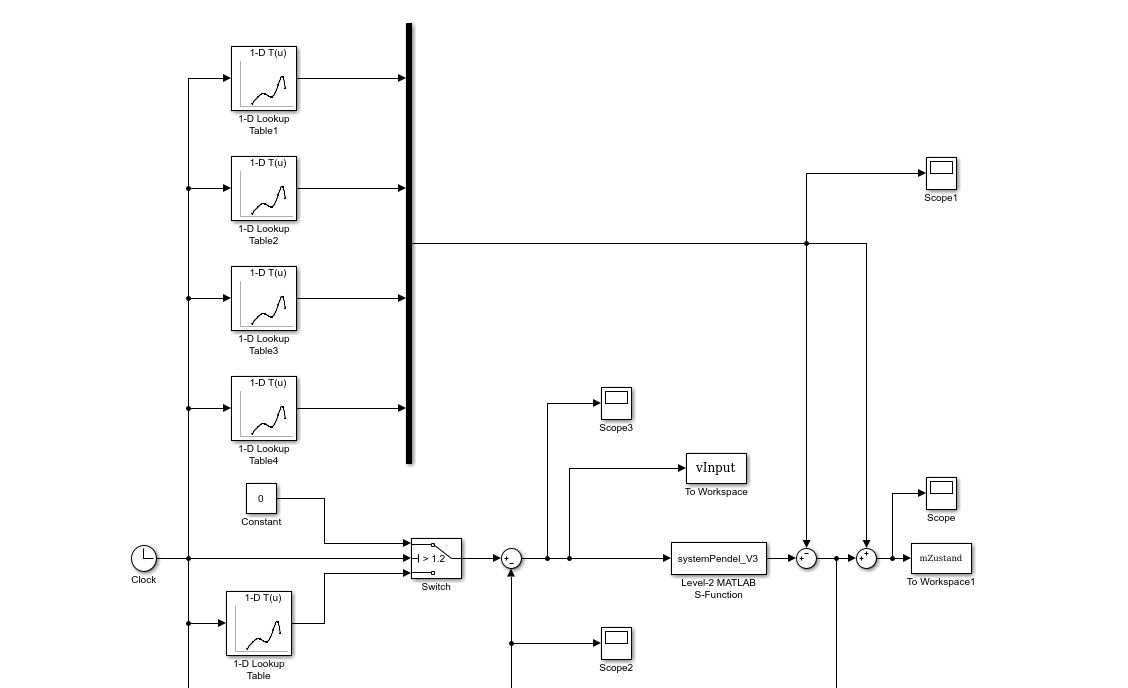 1-D T(u)
1-D Lookup
Table1
1-D T(u)
1-D Lookup
Table2
Scope1
1-D T(u)
1-D Lookup
Table3
1-D T(u)
1-D Lookup
Table4
Scope3
vInput
To Workspace
0
Constant
Scope
Clock
> 1.2
Switch
+
-
systemPendel_V3
Level-2 MATLAB
S-Function
+
-
+
+
mZustand
To Workspace1
1-D T(u)
1-D Lookup
Table
Scope2